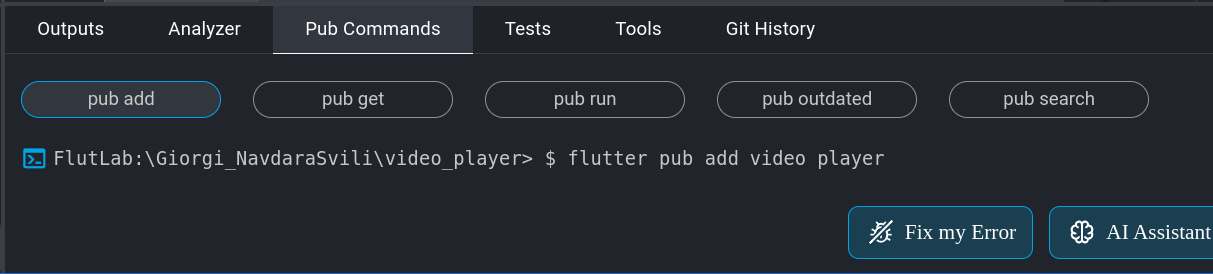 Outputs Analyzer Pub Commands Tests Tools Git History
pub add pub get pub run pub outdated pub search
FlutLab:\Giorgi_NavdaraSvili\video_player> $ flutter pub add video player
Fix my Error AI Assistant